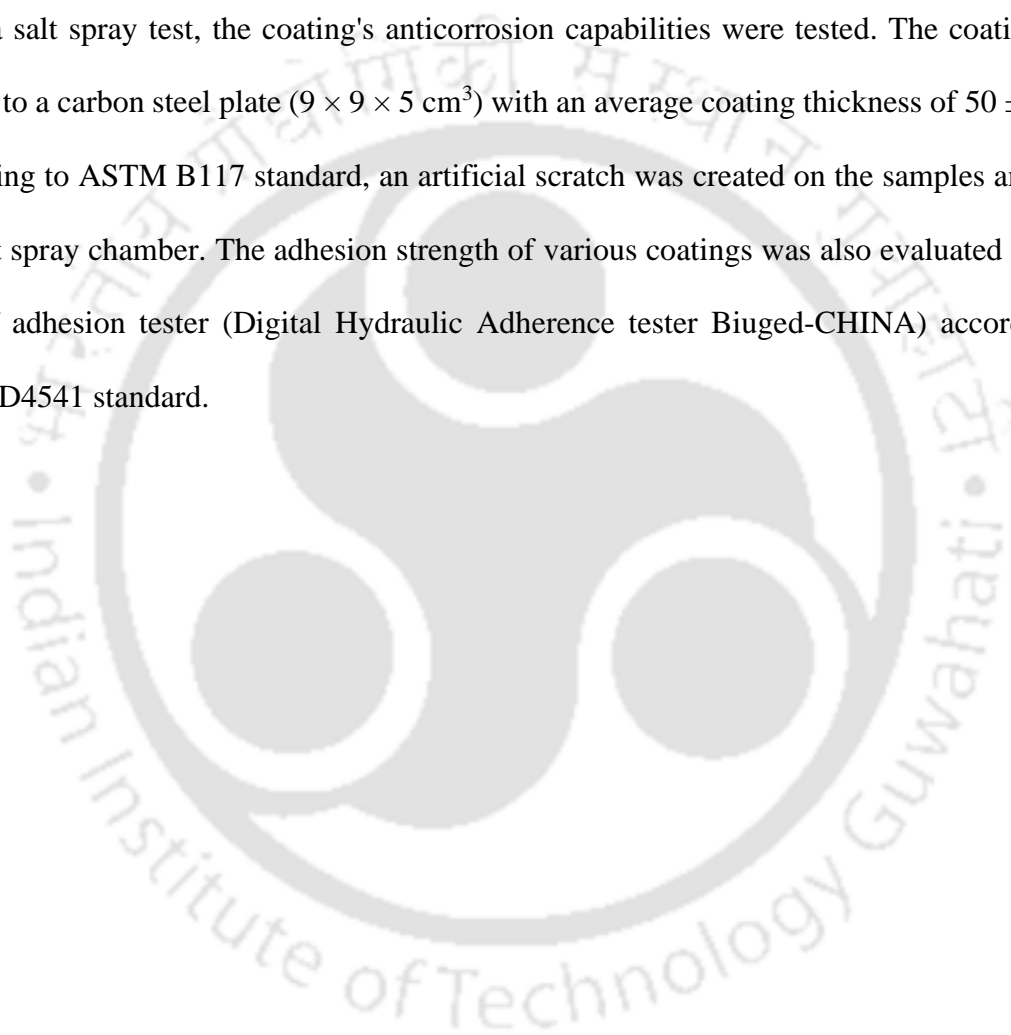 a salt spray test, the coating's anticorrosion capabilities were tested. The coati
to a carbon steel plate (9 × 9 × 5 cm³) with an average coating thickness of 50 ±
ing to ASTM B117 standard, an artificial scratch was created on the samples a
t spray chamber. The adhesion strength of various coatings was also evaluated
adhesion tester (Digital Hydraulic Adherence tester Biuged-CHINA) accor
D4541 standard.
Indian Institute of Technology Guwahati